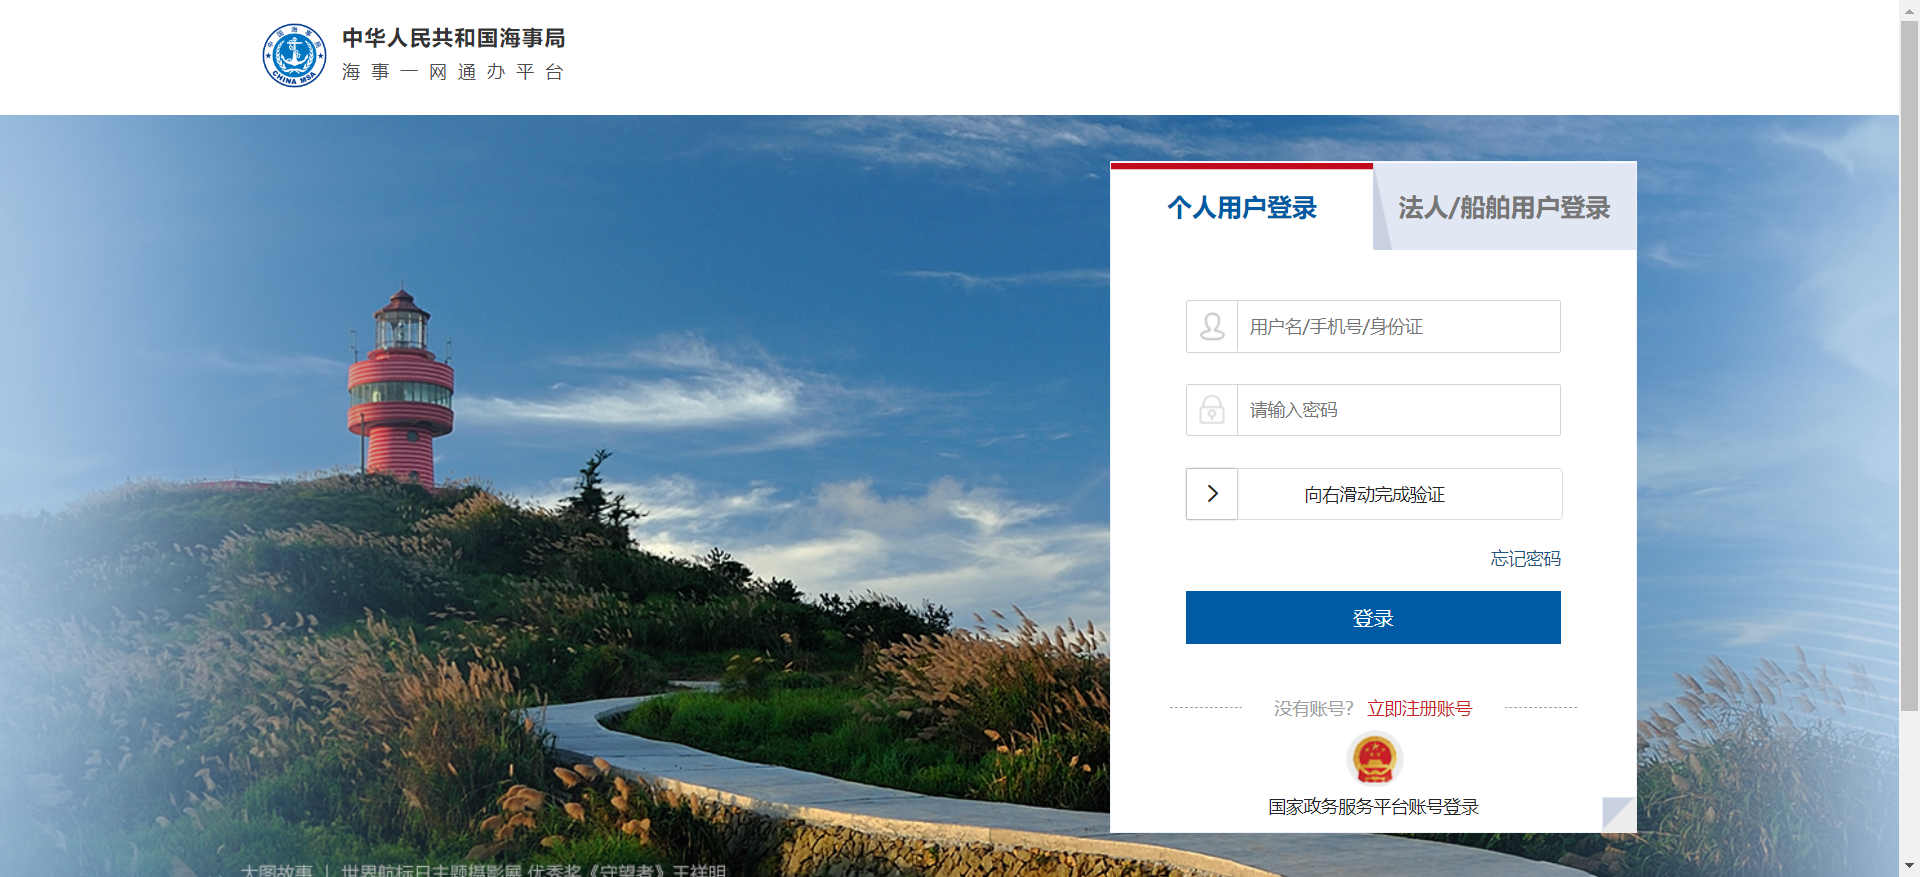 中华人民共和国海事局
海事一网通办平台
中国海事局
CHINA MSA
个人用户登录
法人/船舶用户登录
用户名/手机号/身份证
请输入密码
向右滑动完成验证
忘记密码
登录
没有账号? 立即注册账号
国家政务服务平台账号登录
大图故事 | 世界航标日主题摄影展 优秀奖《守望者》王祥明